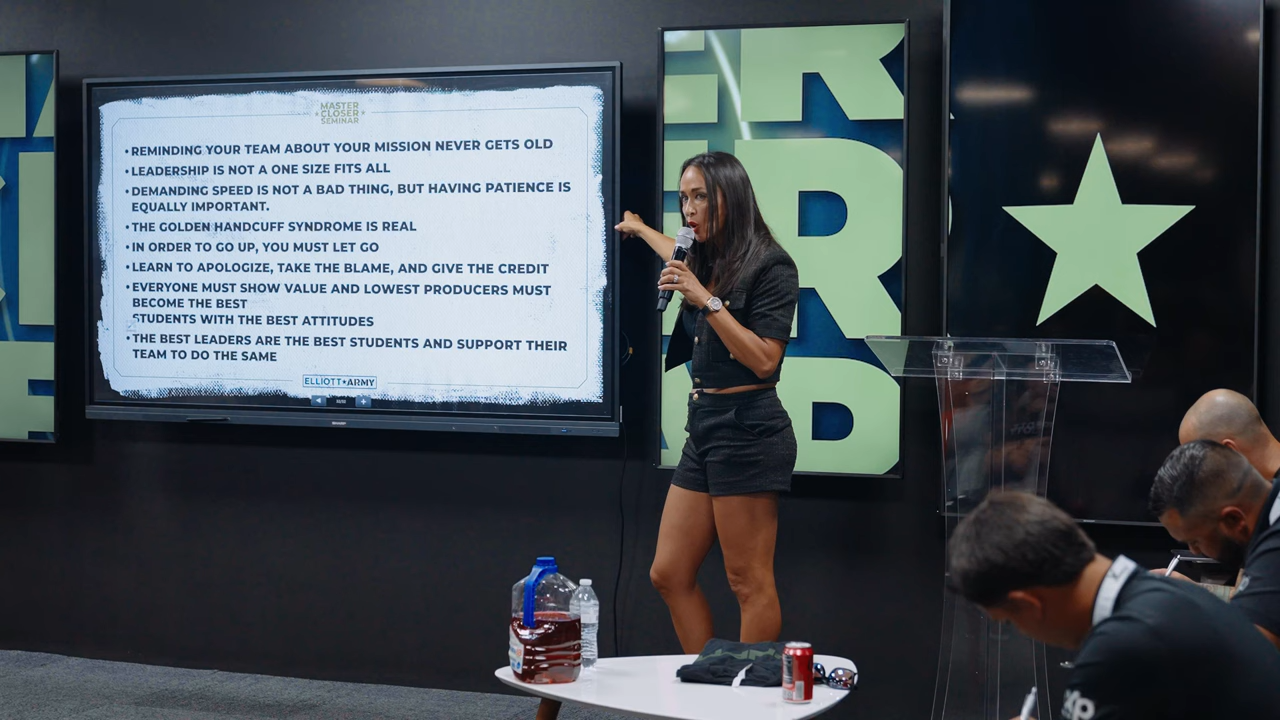 MASTER
CLOSER
SEMINAR
• REMINDING YOUR TEAM ABOUT YOUR MISSION NEVER GETS OLD
• LEADERSHIP IS NOT A ONE SIZE FITS ALL
• DEMANDING SPEED IS NOT A BAD THING, BUT HAVING PATIENCE IS
EQUALLY IMPORTANT.
• THE GOLDEN HANDCUFF SYNDROME IS REAL
• IN ORDER TO GO UP, YOU MUST LET GO
• LEARN TO APOLOGIZE, TAKE THE BLAME, AND GIVE THE CREDIT
• EVERYONE MUST SHOW VALUE AND LOWEST PRODUCERS MUST
BECOME THE BEST
STUDENTS WITH THE BEST ATTITUDES
• THE BEST LEADERS ARE THE BEST STUDENTS AND SUPPORT THEIR
TEAM TO DO THE SAME
ELLIOTT★ARMY
ER